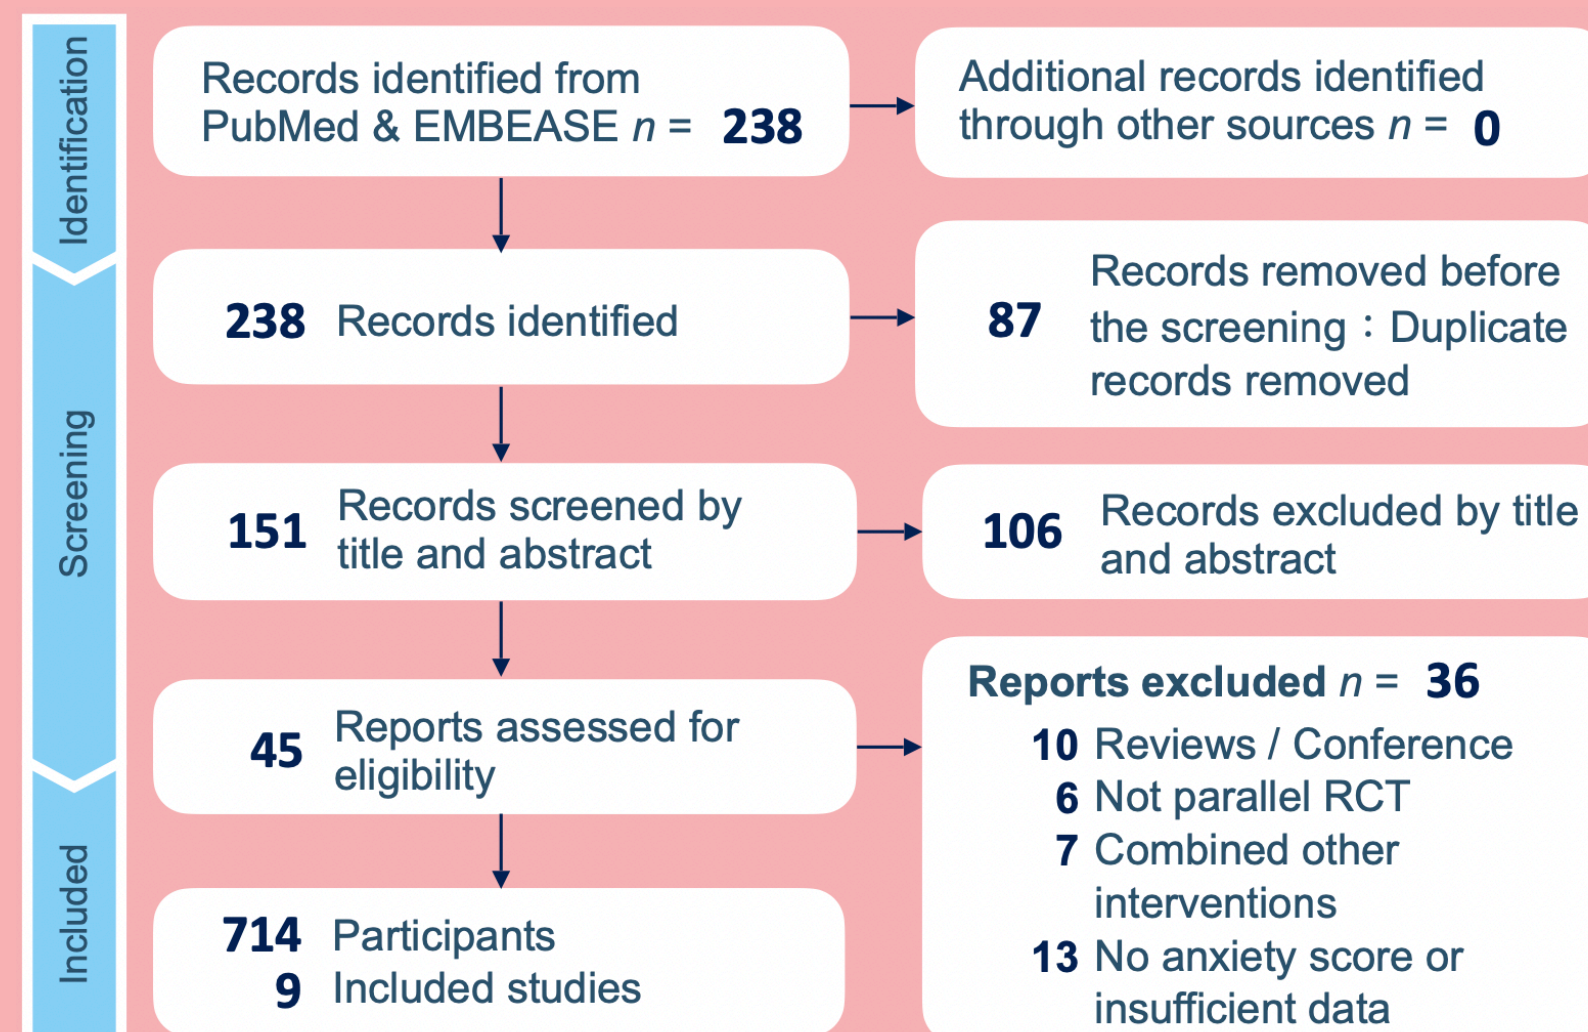 Identification
Records identified from
PubMed & EMBEASE n = 238
Additional records identified
through other sources n = 0
Screening
238 Records identified
87 Records removed before
the screening：Duplicate
records removed
151 Records screened by
title and abstract
106 Records excluded by title
and abstract
45 Reports assessed for
eligibility
Reports excluded n = 36
10 Reviews / Conference
6 Not parallel RCT
7 Combined other
interventions
13 No anxiety score or
insufficient data
Included
714 Participants
9 Included studies